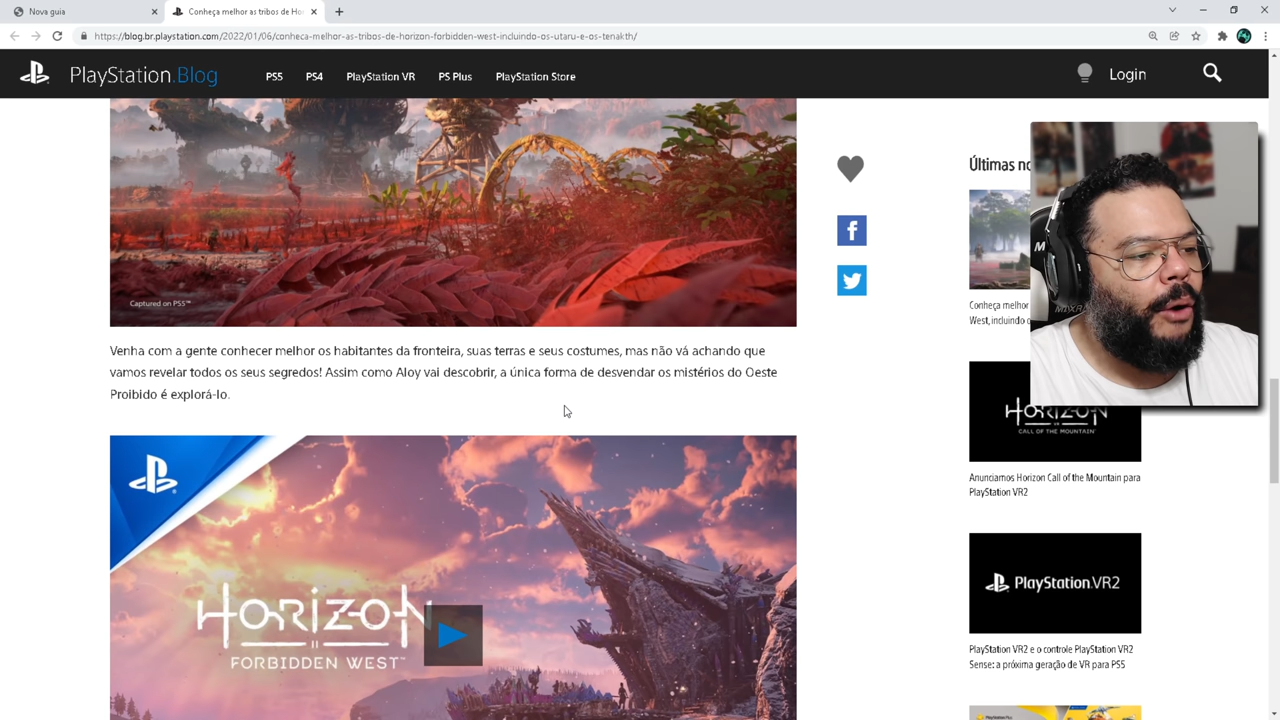 Nova guia
Conheça melhor as tribos de Hor
https://blog.br.playstation.com/2022/01/06/conheca-melhor-as-tribos-de-horizon-forbidden-west-incluindo-os-utaru-e-os-tenakth/
PlayStation.Blog
PS5 PS4 PlayStation VR PS Plus PlayStation Store
Login
Captured on PS5™
Venha com a gente conhecer melhor os habitantes da fronteira, suas terras e seus costumes, mas não vá achando que
vamos revelar todos os seus segredos! Assim como Aloy vai descobrir, a única forma de desvendar os mistérios do Oeste
Proibido é explorá-lo.
HORIZON
FORBIDDEN WEST™
Últimas no
Conheça melhor
West, incluindo o
HORIZON
CALL OF THE MOUNTAIN™
Anunciamos Horizon Call of the Mountain para
PlayStation VR2
PlayStation.VR2
PlayStation VR2 e o controle PlayStation VR2
Sense: a próxima geração de VR para PS5